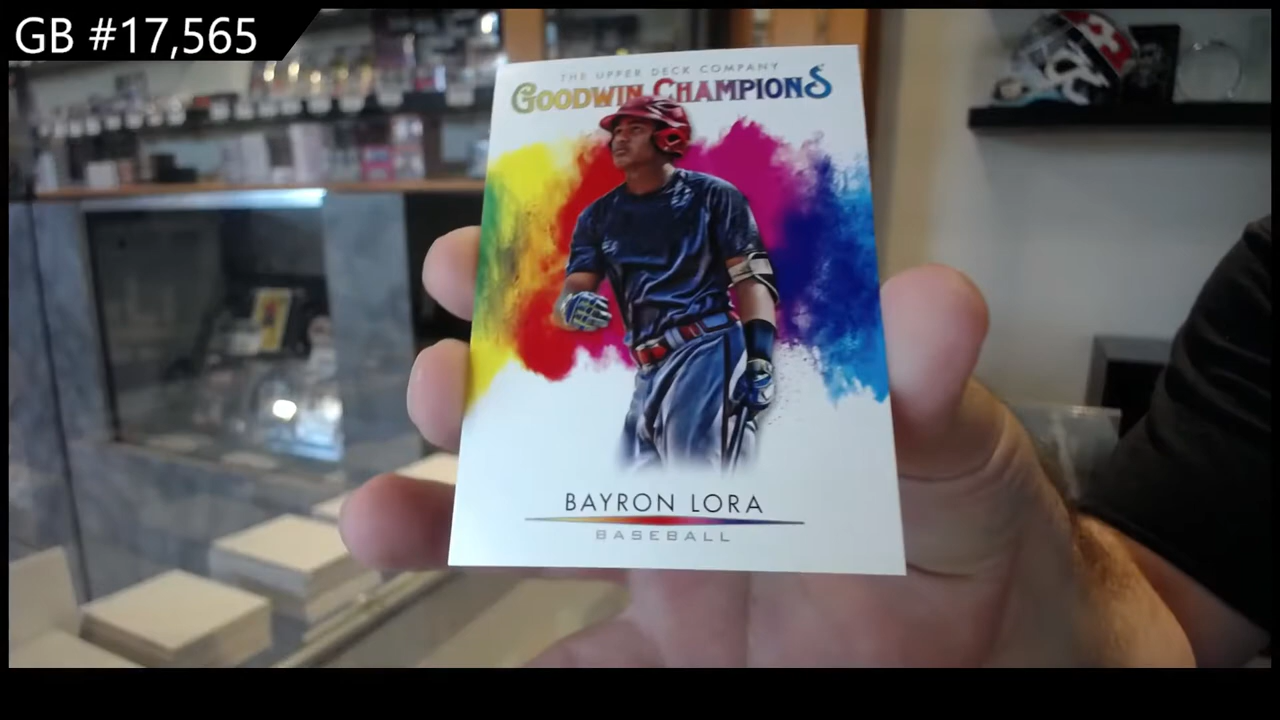 GB #17,565
THE UPPER DECK COMPANY
GOODWIN CHAMPIONS
BAYRON LORA
BASEBALL